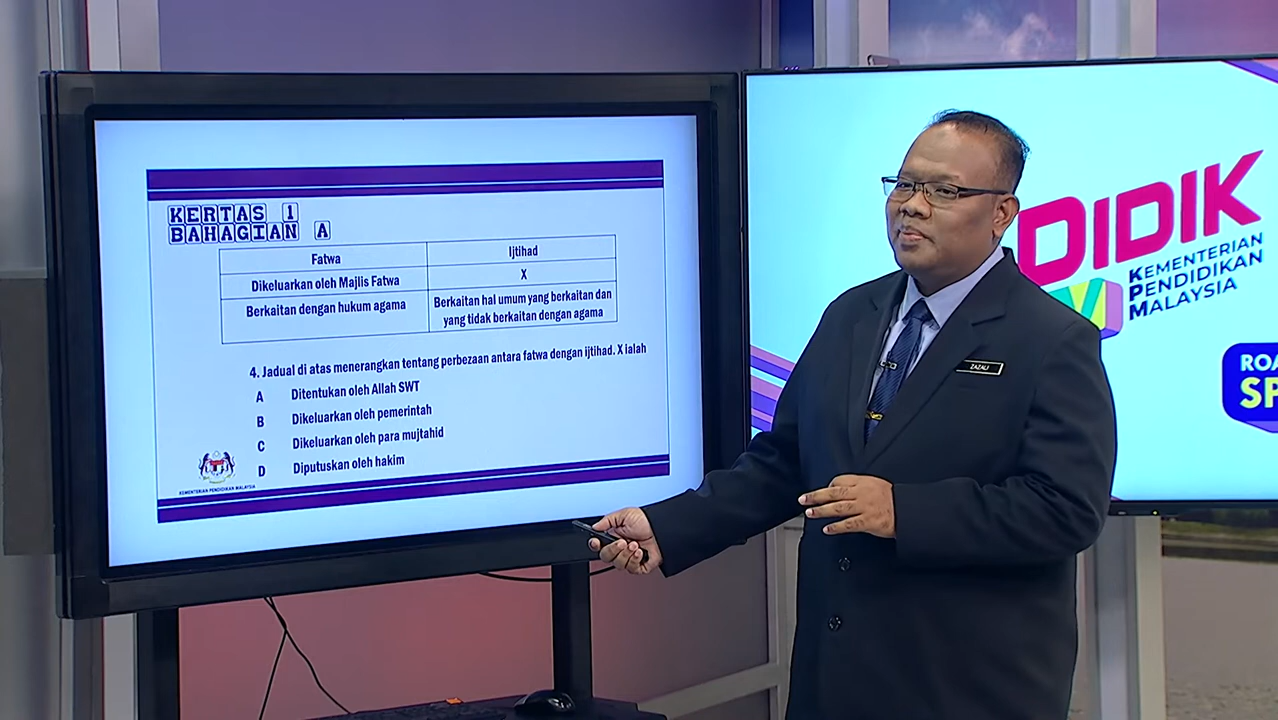 KERTAS 1
BAHAGIAN A
Fatwa
Ijtihad
Dikeluarkan oleh Majlis Fatwa
X
Berkaitan dengan hukum agama
Berkaitan hal umum yang berkaitan dan
yang tidak berkaitan dengan agama
4. Jadual di atas menerangkan tentang perbezaan antara fatwa dengan ijtihad. X ialah
A Ditentukan oleh Allah SWT
B Dikeluarkan oleh pemerintah
C Dikeluarkan oleh para mujtahid
D Diputuskan oleh hakim
KEMENTERIAN PENDIDIKAN MALAYSIA
ZAZALI
DIDIK
KEMENTERIAN
PENDIDIKAN
MALAYSIA
ROA
SP